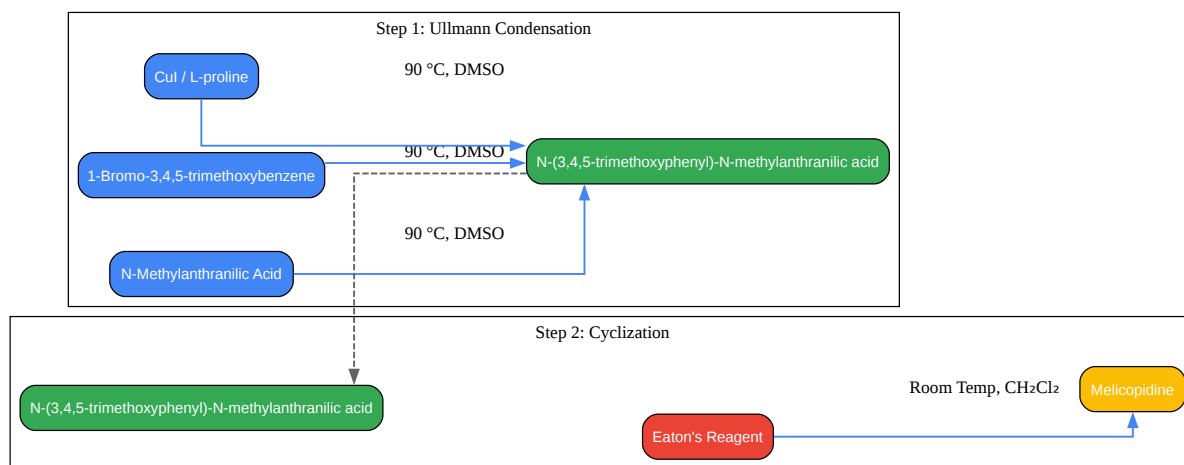 Step 1: Ullmann Condensation
90 °C, DMSO
CuI / L-proline
90 °C, DMSO
1-Bromo-3,4,5-trimethoxybenzene
N-(3,4,5-trimethoxyphenyl)-N-methylanthranilic acid
90 °C, DMSO
N-Methylanthranilic Acid
Step 2: Cyclization
N-(3,4,5-trimethoxyphenyl)-N-methylanthranilic acid
Room Temp, CH₂Cl₂
Melicopidine
Eaton's Reagent